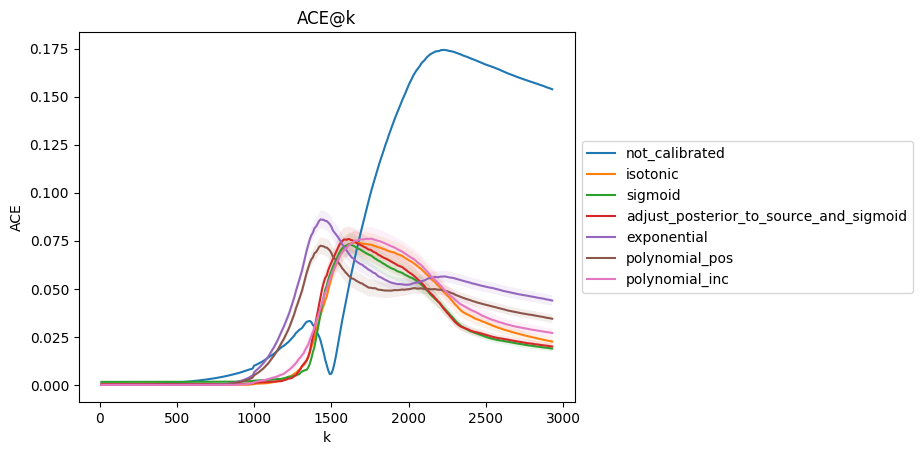 ACE@k
0.175
0.150
0.125
0.100
0.075
0.050
0.025
0.000
ACE
0
500
1000
1500
2000
2500
3000
k
not_calibrated
isotonic
sigmoid
adjust_posterior_to_source_and_sigmoid
exponential
polynomial_pos
polynomial_inc